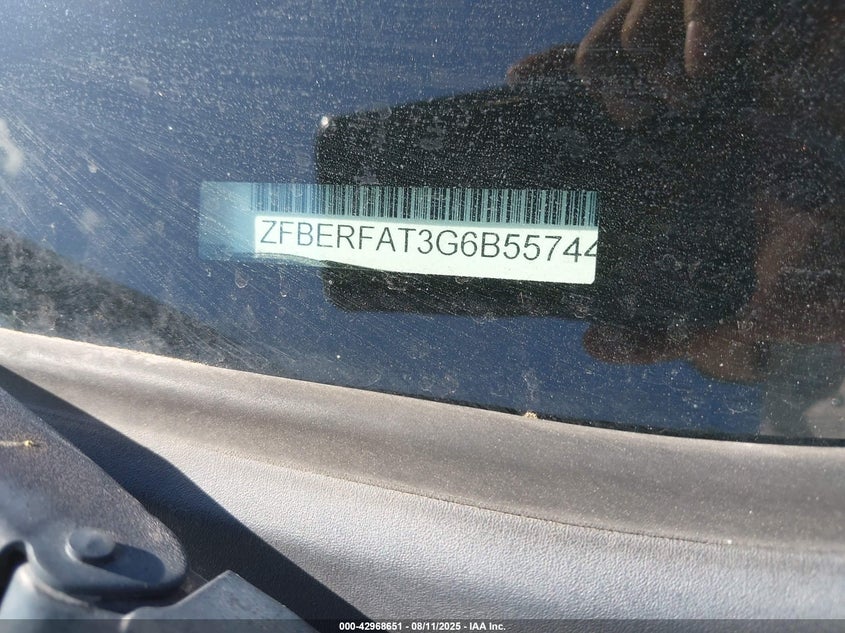 ZFBERFAT3G6B55744
000-42968651 - 08/11/2025 - IAA Inc.